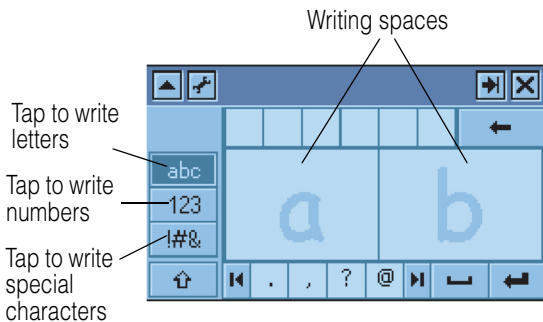 Writing spaces
Tap to write
letters
Tap to write
numbers
Tap to write
special
characters
abc
123
!#&
a b
. , ? @